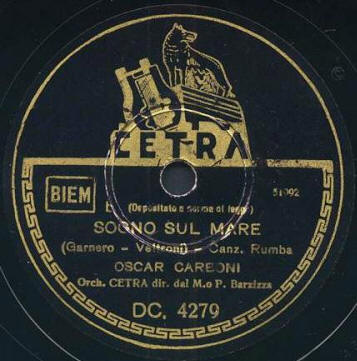 CETRA
BIEM
(Depositato a norma di legge)
51992
SOGNO SUL MARE
(Garnero - Valtroni) - Canz. Rumba
OSCAR CARBONI
Orch. CETRA dir. dal M.o P. Barzizza
DC. 4279